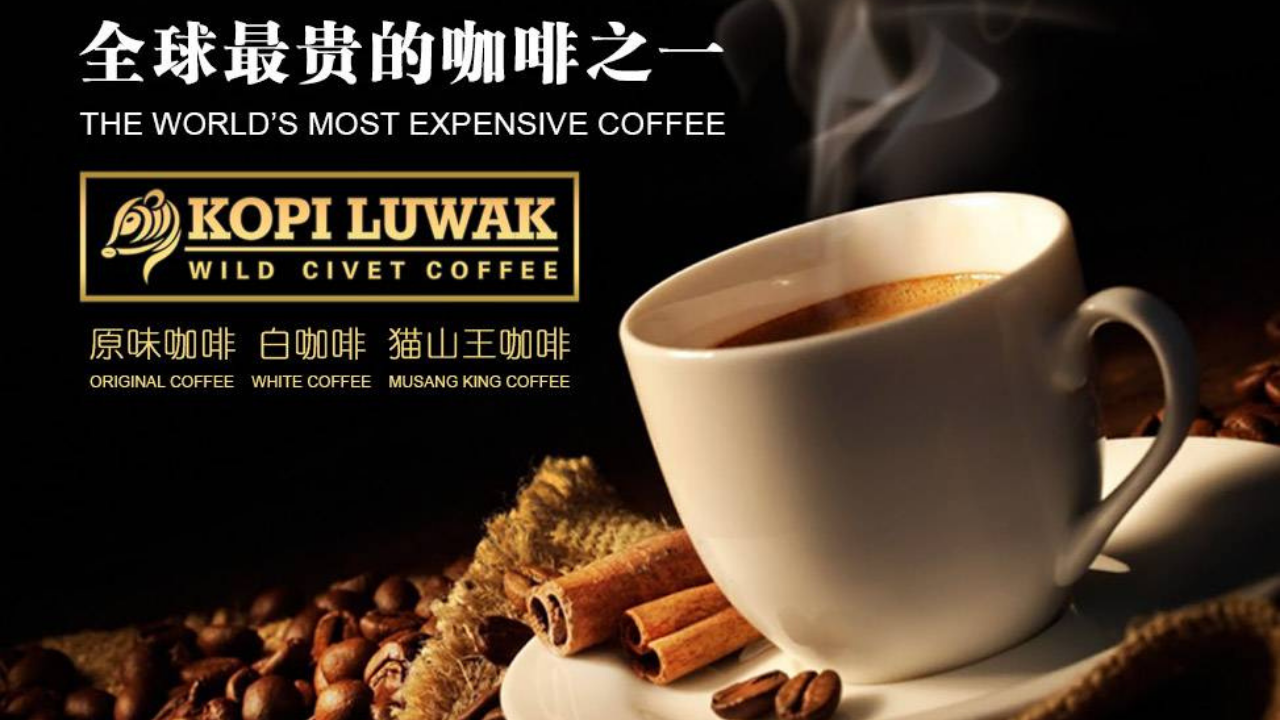 全球最贵的咖啡之一
THE WORLD'S MOST EXPENSIVE COFFEE
KOPI LUWAK
WILD CIVET COFFEE
原味咖啡 白咖啡 猫山王咖啡
ORIGINAL COFFEE WHITE COFFEE MUSANG KING COFFEE